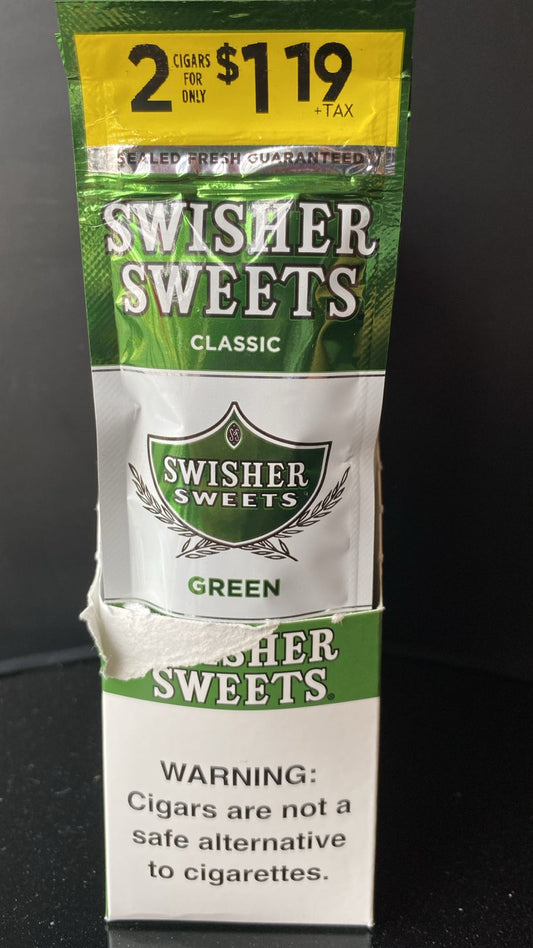 2 CIGARS FOR ONLY $1.19 +TAX
SEALED FRESH GUARANTEED
SWISHER
SWEETS
CLASSIC
SWISHER
SWEETS
GREEN
SWEETS®
WARNING:
Cigars are not a
safe alternative
to cigarettes.